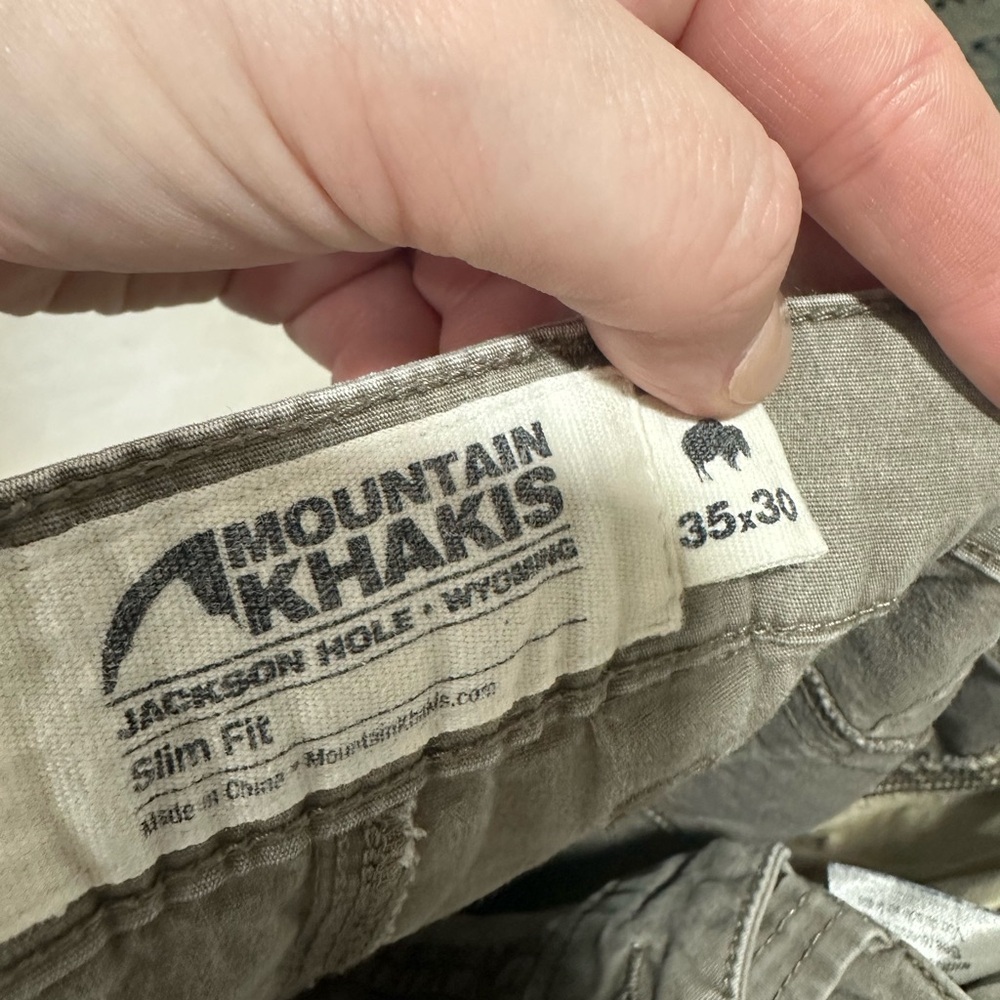 MOUNTAIN
KHAKIS
JACKSON HOLE • WYOMING
Slim Fit
Made in China • MountainKhakis.com
35x30